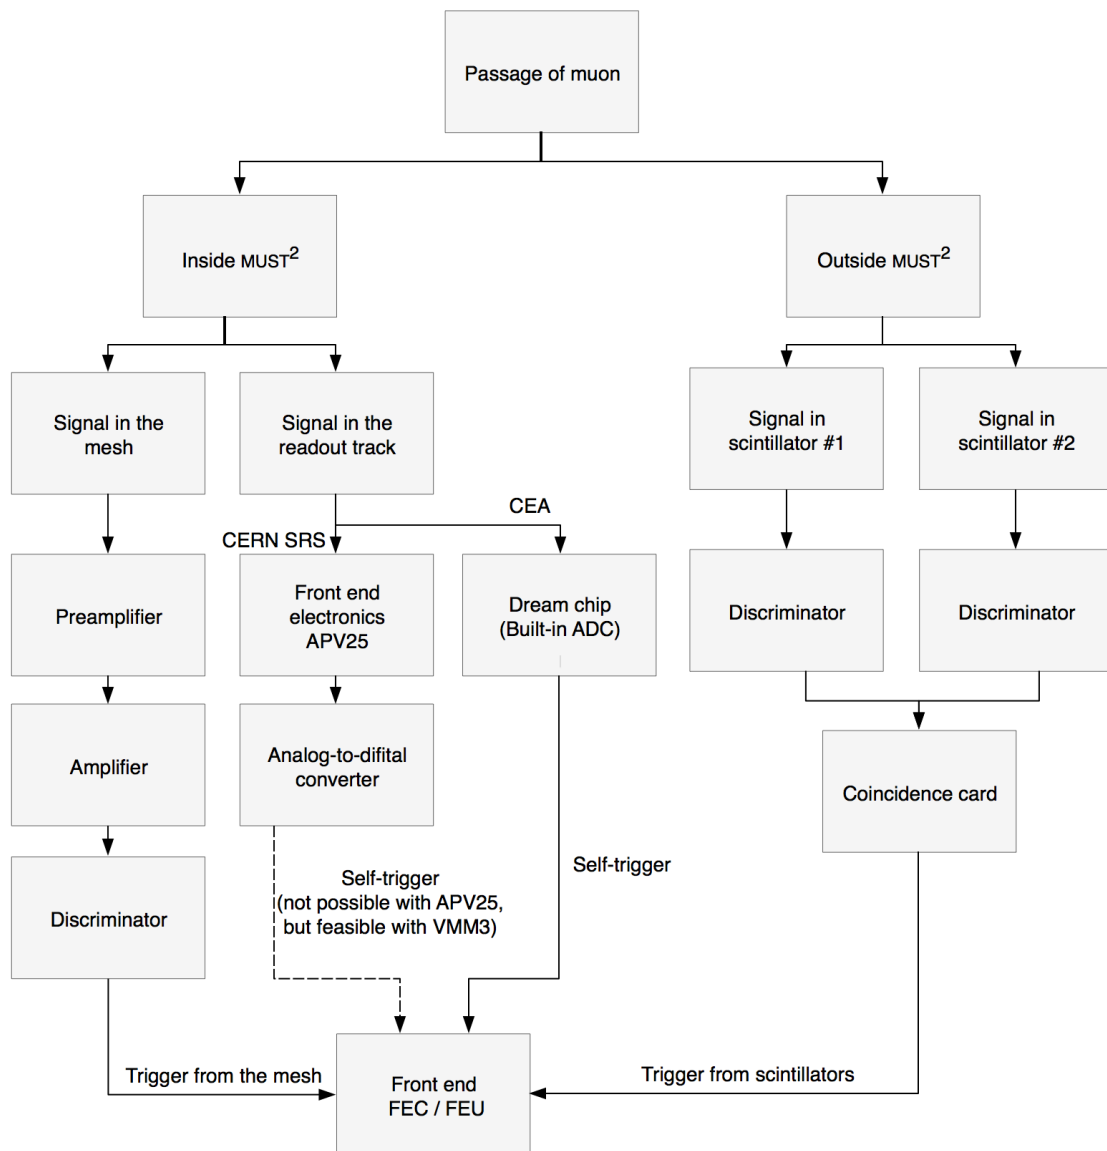 Passage of muon
Inside MUST²
Outside MUST²
Signal in the
mesh
Signal in the
readout track
Signal in
scintillator #1
Signal in
scintillator #2
CEA
CERN SRS
Preamplifier
Front end
electronics
APV25
Dream chip
(Built-in ADC)
Discriminator
Discriminator
Amplifier
Analog-to-difital
converter
Coincidence card
Discriminator
Self-trigger
(not possible with APV25,
but feasible with VMM3)
Self-trigger
Trigger from the mesh
Front end
FEC / FEU
Trigger from scintillators